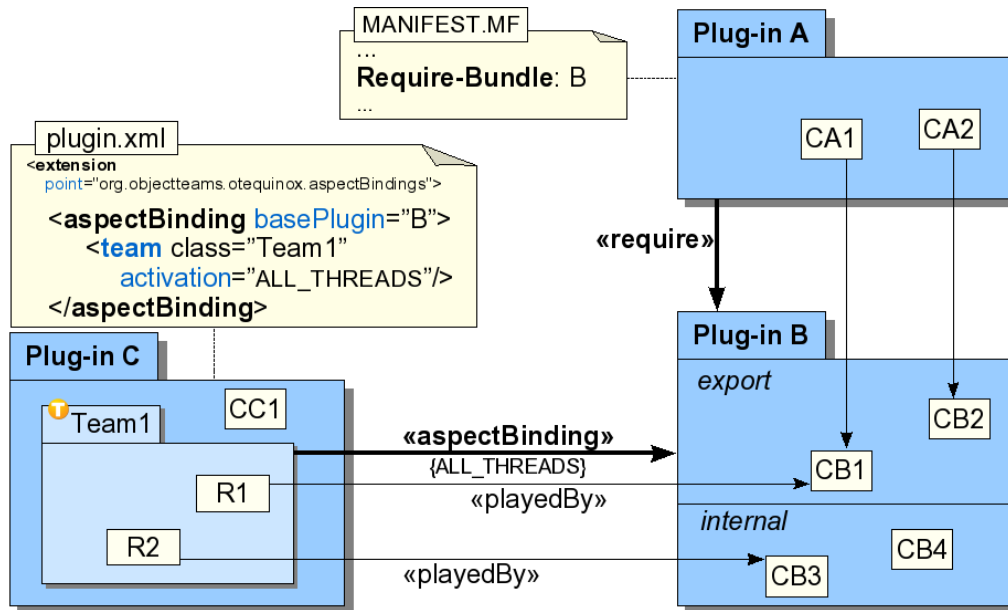 MANIFEST.MF
...
Require-Bundle: B
...
Plug-in A
CA1
CA2
plugin.xml
<extension
point="org.objectteams.otequinox.aspectBindings">
<aspectBinding basePlugin=”B”>
<team class=”Team1”
activation=”ALL_THREADS”/>
</aspectBinding>
«require»
Plug-in C
T
Team1
CC1
R1
R2
«aspectBinding»
{ALL_THREADS}
«playedBy»
«playedBy»
Plug-in B
export
CB2
CB1
internal
CB4
CB3